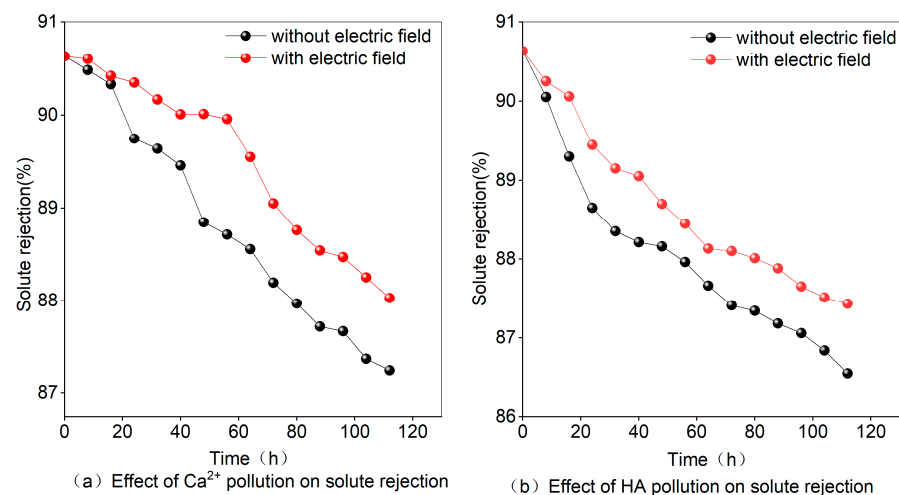 91
90
89
88
87
Solute rejection(%)
without electric field
with electric field
0 20 40 60 80 100 120
Time（h）
（a）Effect of Ca²⁺ pollution on solute rejection
91
90
89
88
87
86
Solute rejection(%)
without electric field
with electric field
0 20 40 60 80 100 120
Time（h）
（b）Effect of HA pollution on solute rejection